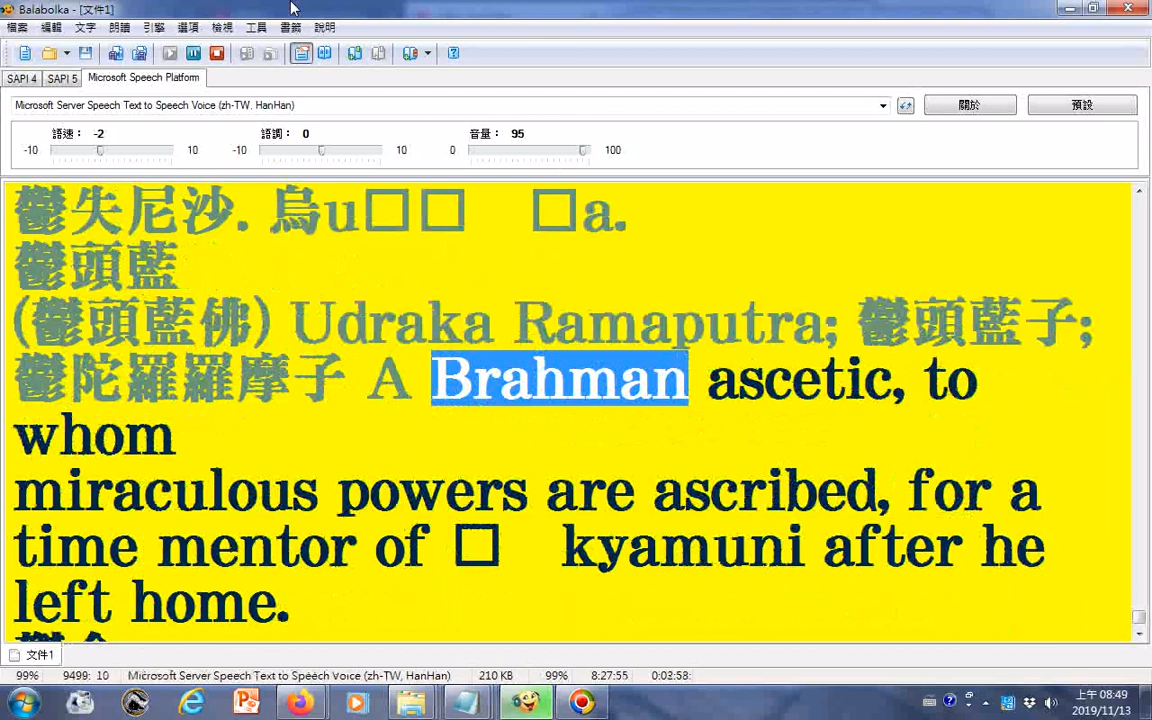 Balabolka - [文件1]
檔案 編輯 文字 朗讀 引擎 選項 檢視 工具 書籤 說明
SAPI 4 SAPI 5 Microsoft Speech Platform
Microsoft Server Speech Text to Speech Voice (zh-TW, HanHan)
關於 預設
語速： -2 語調： 0 音量： 95
-10 10 -10 10 0 100
鬱失尼沙. 烏u□□ □a.
鬱頭藍
(鬱頭藍佛) Udraka Ramaputra; 鬱頭藍子;
鬱陀羅羅摩子 A Brahman ascetic, to
whom
miraculous powers are ascribed, for a
time mentor of □ kyamuni after he
left home.
文件1
99% 9499: 10 Microsoft Server Speech Text to Speech Voice (zh-TW, HanHan) 210 KB 99% 8:27:55 0:02:58:
上午 08:49
2019/11/13